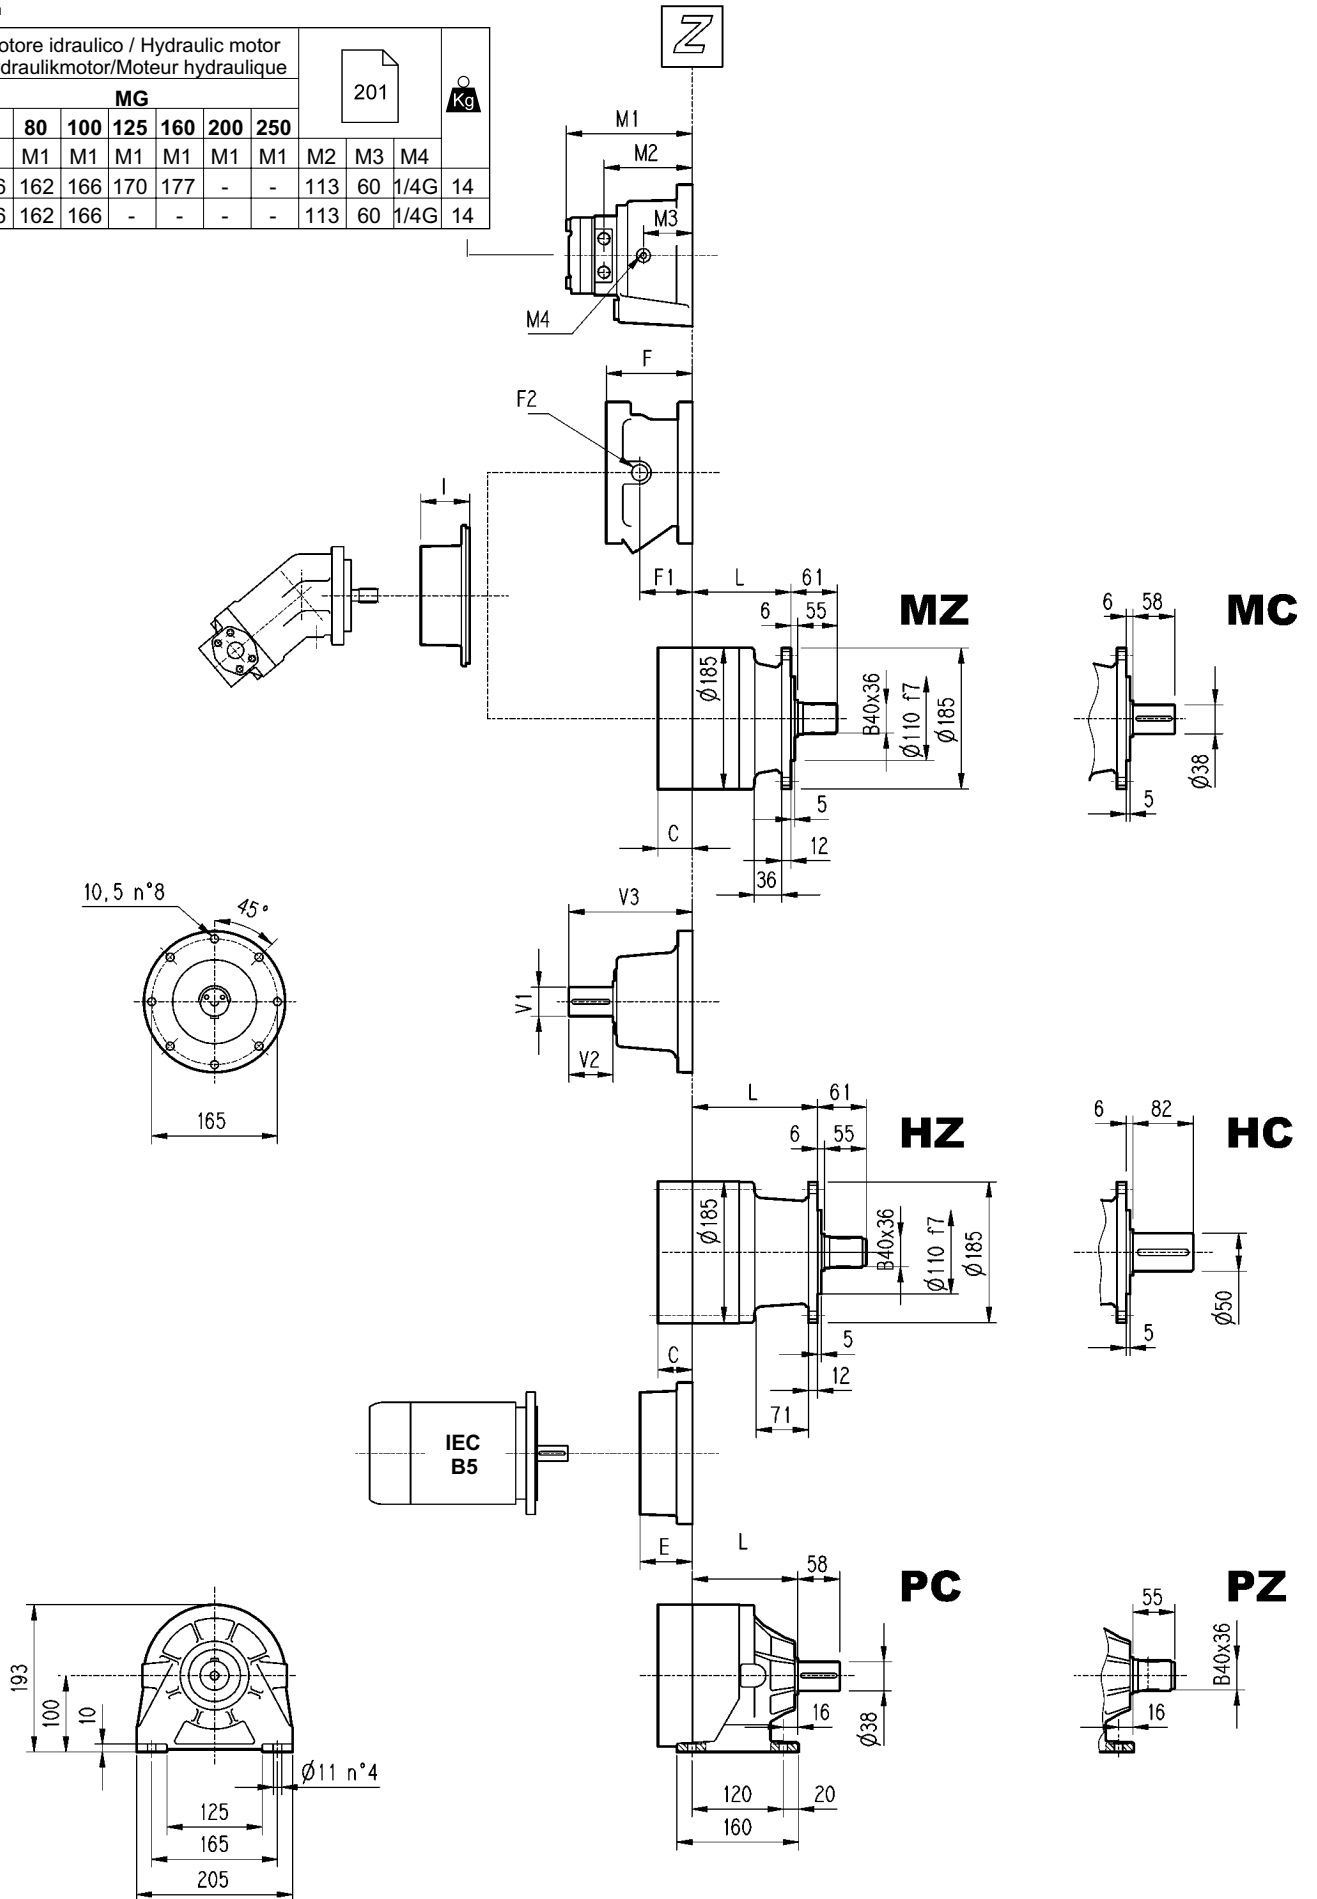 Z
otore idraulico / Hydraulic motor
draulikmotor/Moteur hydraulique
201
Kg
MG
80 100 125 160 200 250
M1 M1 M1 M1 M1 M1 M2 M3 M4
6 162 166 170 177 - - 113 60 1/4G 14
6 162 166 - - - - 113 60 1/4G 14
M1
M2
M3
M4
F
F2
I
F1 L 61
6 55
MZ
6 58
MC
Ø185
B40x36
Ø110 f7
Ø185
Ø38
5
5
C
12
36
10,5 n°8
45°
165
V3
V1
V2
L 61
6 55
HZ
6 82
HC
Ø185
B40x36
Ø110 f7
Ø185
Ø50
5
5
C
12
71
IEC
B5
E
L
58
PC
55
PZ
193
100
10
Ø11 n°4
125
165
205
16
Ø38
120 20
160
B40x36
16